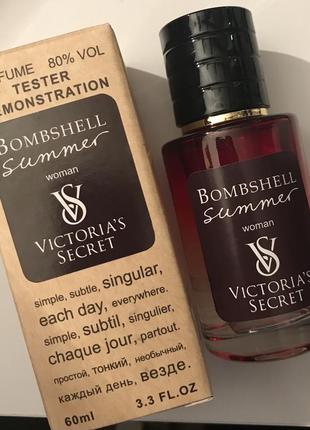 FUME 80% VOL
TESTER
EMONSTRATION
BOMBSHELL
Summer
woman
VS
VICTORIA'S
SECRET
simple, subtle, singular,
each day, everywhere.
simple, subtil, singulier,
chaque jour, partout.
простой, тонкий, необычный,
каждый день, везде.
60ml 3.3 FL.OZ
BOMBSHELL
Summer
woman
VS
VICTORIA'S
SECRET